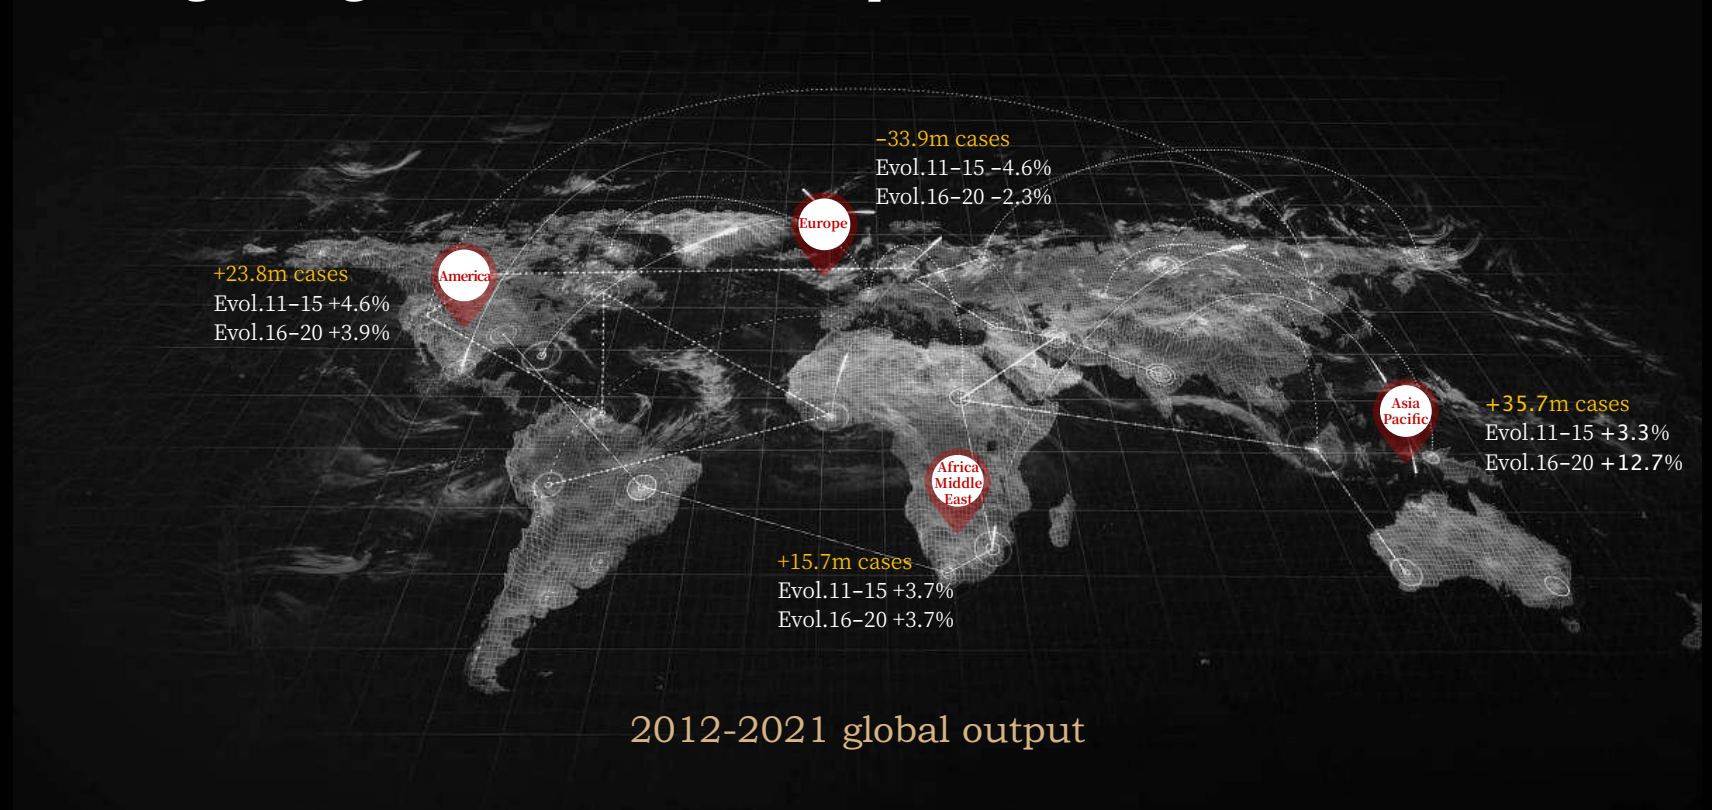 –33.9m cases
Evol.11–15 –4.6%
Evol.16–20 –2.3%
Europe
America
+23.8m cases
Evol.11–15 +4.6%
Evol.16–20 +3.9%
Asia
Pacific
+35.7m cases
Evol.11–15 +3.3%
Evol.16–20 +12.7%
Africa
Middle
East
+15.7m cases
Evol.11–15 +3.7%
Evol.16–20 +3.7%
2012-2021 global output